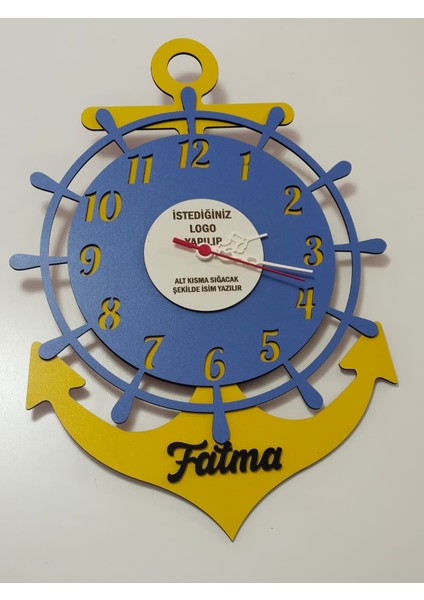 12
11
1
10
2
9
3
8
4
7
5
6
İSTEDİĞİNİZ
LOGO
YAPILIR
ALT KISMA SIĞACAK
ŞEKİLDE İSİM YAZILIR
Fatma